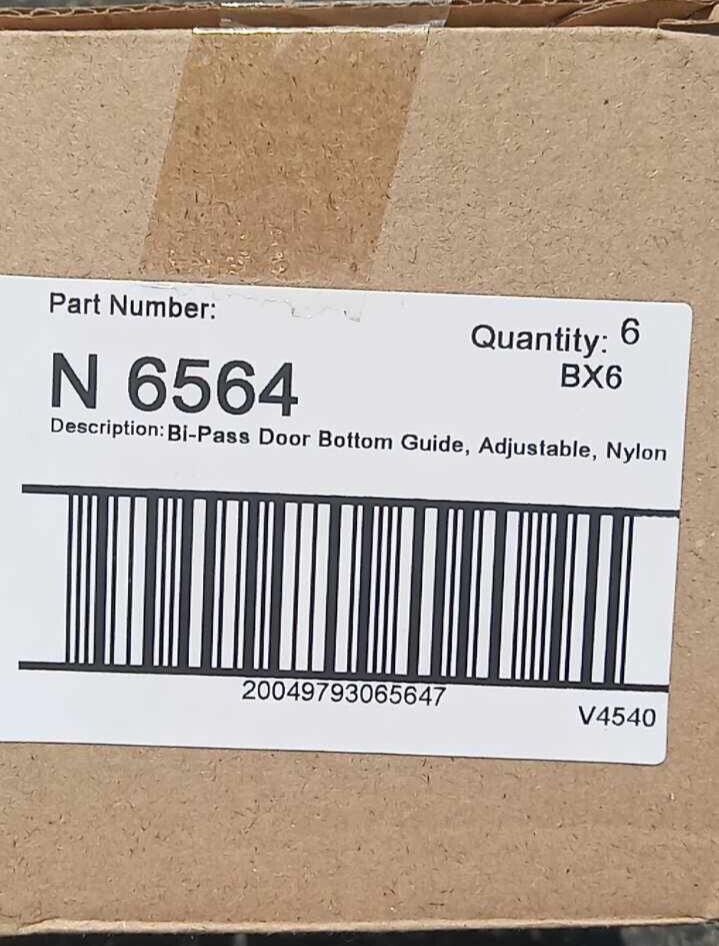 Part Number:
Quantity: 6
BX6
N 6564
Description: Bi-Pass Door Bottom Guide, Adjustable, Nylon
20049793065647
V4540